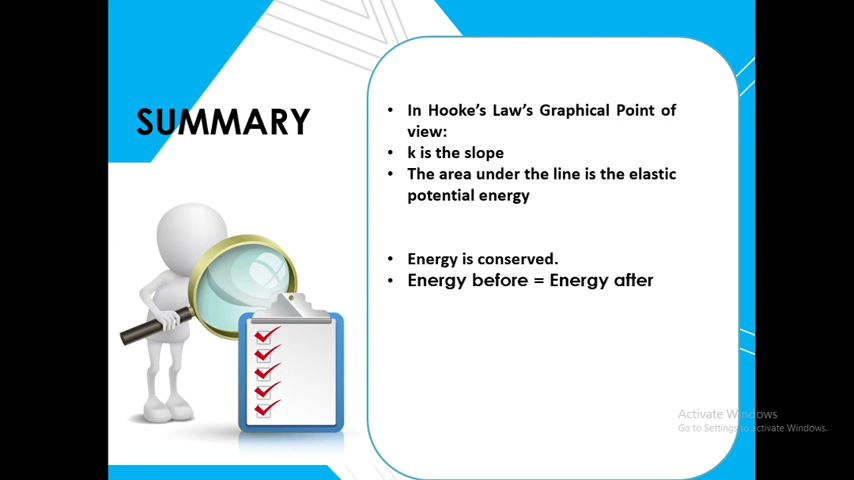 SUMMARY
• In Hooke's Law's Graphical Point of
view:
• k is the slope
• The area under the line is the elastic
potential energy
• Energy is conserved.
• Energy before = Energy after
Activate Windows
Go to Settings to activate Windows.